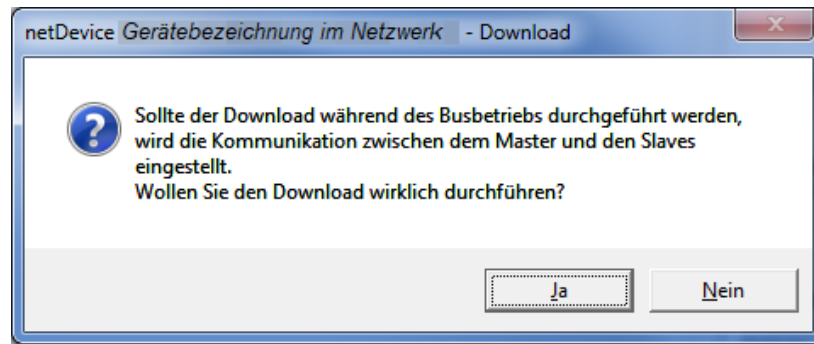 netDevice Gerätebezeichnung im Netzwerk - Download
Sollte der Download während des Busbetriebs durchgeführt werden,
wird die Kommunikation zwischen dem Master und den Slaves
eingestellt.
Wollen Sie den Download wirklich durchführen?
Ja
Nein